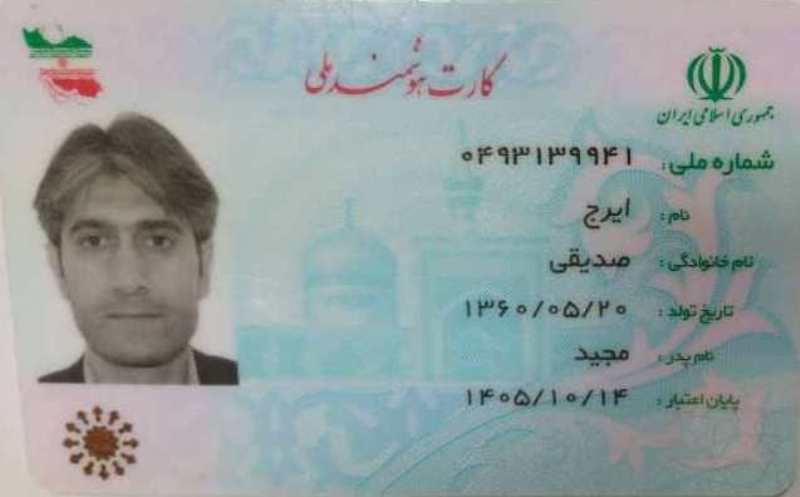 کارت هوشمند ملی
جمهوری اسلامی ایران
شماره ملی: ۰۴۹۳۱۳۹۹۴۱
نام: ایرج
نام خانوادگی: صدیقی
تاریخ تولد: ۱۳۶۰/۰۵/۲۰
نام پدر: مجید
پایان اعتبار: ۱۴۰۵/۱۰/۱۴